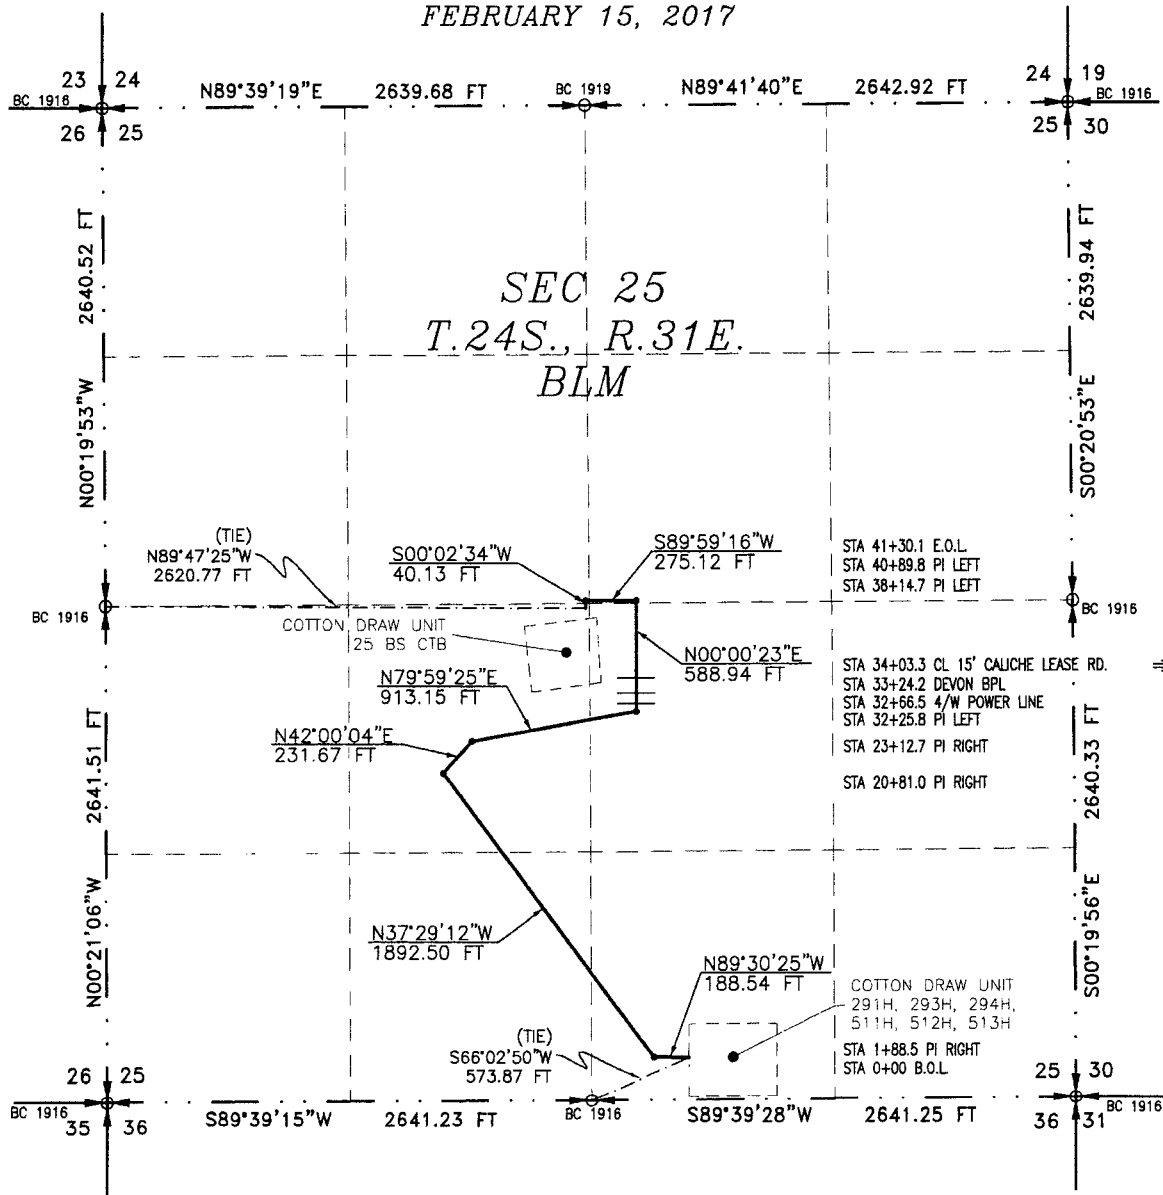 FEBRUARY 15, 2017
23 24
N89°39'19"E 2639.68 FT
BC 1919
N89°41'40"E 2642.92 FT
24 19
BC 1916
BC 1916
26 25
25 30
2640.52 FT
2639.94 FT
SEC 25
T.24S., R.31E.
BLM
N00°19'53"W
S00°20'53"E
(TIE)
N89°47'25"W
2620.77 FT
S00°02'34"W
40.13 FT
S89°59'16"W
275.12 FT
STA 41+30.1 E.O.L
STA 40+89.8 PI LEFT
STA 38+14.7 PI LEFT
BC 1916
BC 1916
COTTON DRAW UNIT
25 BS CTB
N00°00'23"E
588.94 FT
STA 34+03.3 CL 15' CALICHE LEASE RD.
STA 33+24.2 DEVON BPL
STA 32+66.5 4/W POWER LINE
STA 32+25.8 PI LEFT
STA 23+12.7 PI RIGHT
STA 20+81.0 PI RIGHT
N79°59'25"E
913.15 FT
N42°00'04"E
231.67 FT
2641.51 FT
2640.33 FT
N00°21'06"W
S00°19'56"E
N37°29'12"W
1892.50 FT
N89°30'25"W
188.54 FT
COTTON DRAW UNIT
291H, 293H, 294H,
511H, 512H, 513H
(TIE)
S66°02'50"W
573.87 FT
STA 1+88.5 PI RIGHT
STA 0+00 B.O.L
26 25
25 30
BC 1916
S89°39'15"W 2641.23 FT
BC 1916
S89°39'28"W 2641.25 FT
BC 1916
35 36
36 31